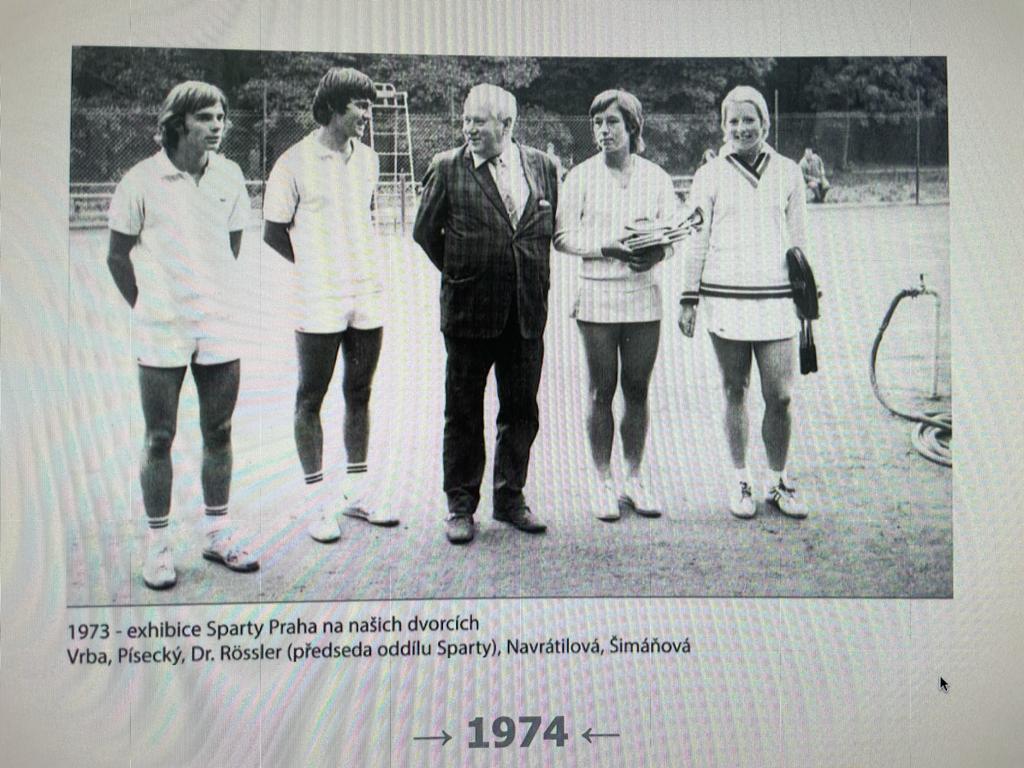 1973 - exhibice Sparty Praha na našich dvorcích
Vrba, Písecký, Dr. Rössler (předseda oddílu Sparty), Navrátilová, Šimáňová
→ 1974 ←